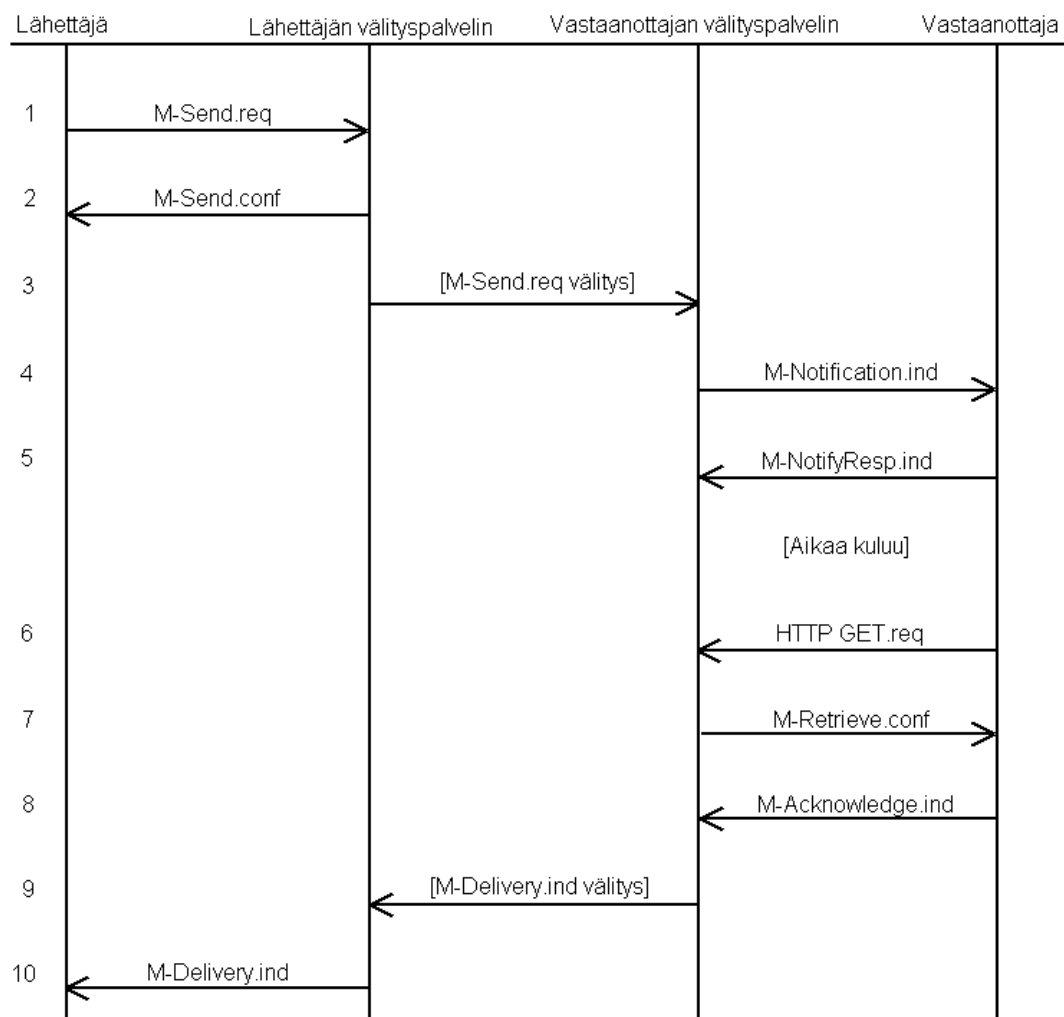 Lähettäjä
Lähettäjän välityspalvelin
Vastaanottajan välityspalvelin
Vastaanottaja
1
M-Send.req
2
M-Send.conf
3
[M-Send.req välitys]
4
M-Notification.ind
5
M-NotifyResp.ind
[Aikaa kuluu]
6
HTTP GET.req
7
M-Retrieve.conf
8
M-Acknowledge.ind
9
[M-Delivery.ind välitys]
10
M-Delivery.ind